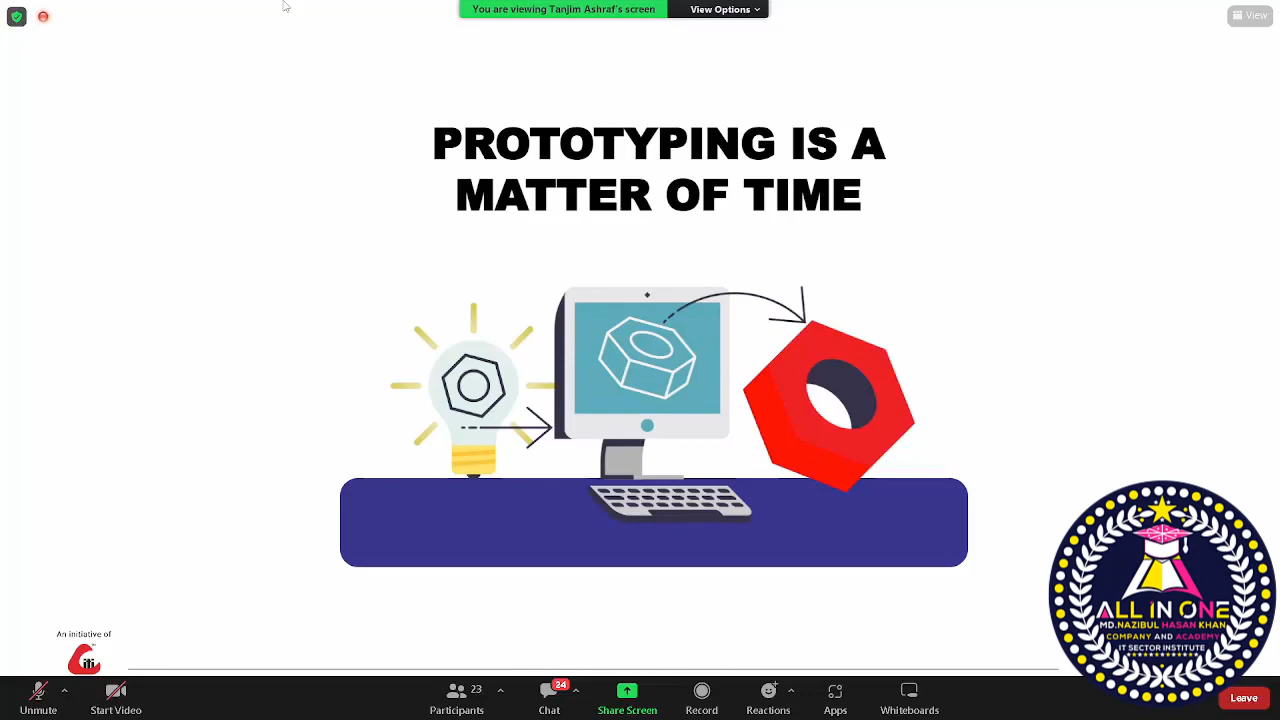 You are viewing Tanjim Ashraf's screen
View Options
View
PROTOTYPING IS A
MATTER OF TIME
An initiative of
ALL IN ONE
MD.NAZIBUL HASAN KHAN
COMPANY AND ACADEMY
IT SECTOR INSTITUTE
Unmute
Start Video
Participants
23
Chat
24
Share Screen
Record
Reactions
Apps
Whiteboards
Leave